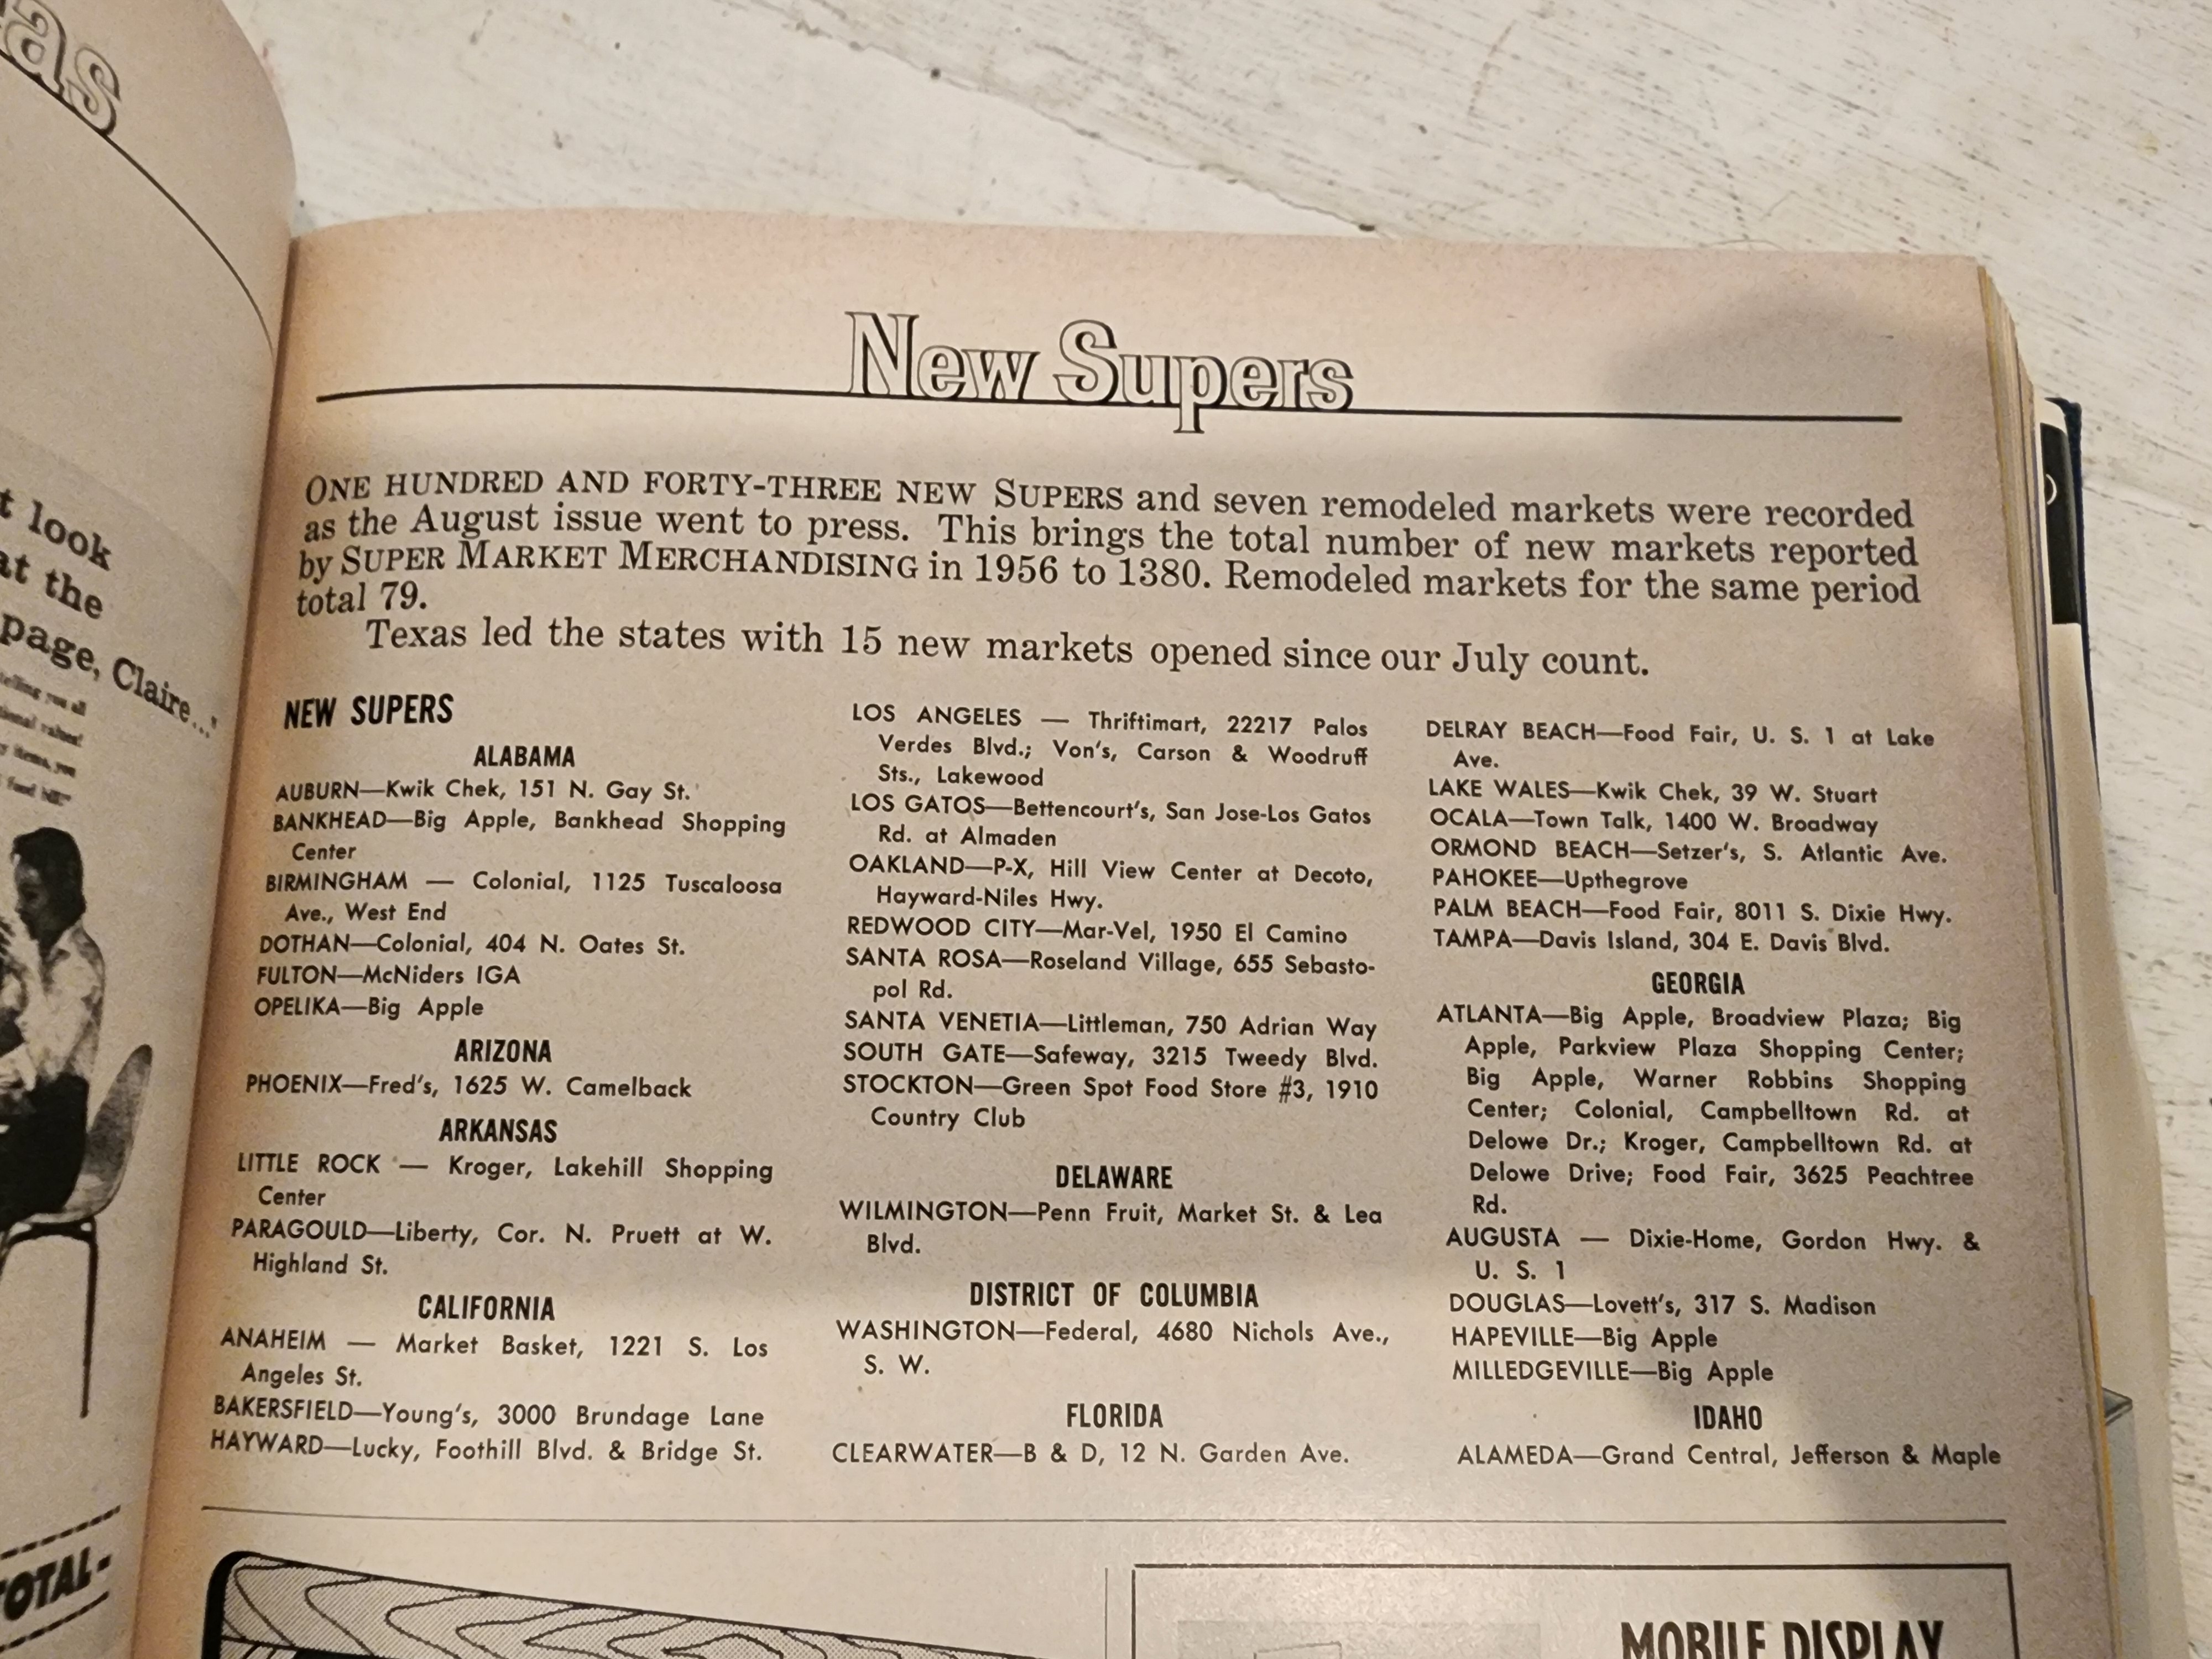 as
t look
at the
page, Claire..."
OTAL-
New Supers
ONE HUNDRED AND FORTY-THREE NEW SUPERS and seven remodeled markets were recorded
as the August issue went to press. This brings the total number of new markets reported
by SUPER MARKET MERCHANDISING in 1956 to 1380. Remodeled markets for the same period
total 79.
Texas led the states with 15 new markets opened since our July count.
NEW SUPERS
ALABAMA
AUBURN—Kwik Chek, 151 N. Gay St.
BANKHEAD—Big Apple, Bankhead Shopping
Center
BIRMINGHAM — Colonial, 1125 Tuscaloosa
Ave., West End
DOTHAN—Colonial, 404 N. Oates St.
FULTON—McNiders IGA
OPELIKA—Big Apple
ARIZONA
PHOENIX—Fred's, 1625 W. Camelback
ARKANSAS
LITTLE ROCK — Kroger, Lakehill Shopping
Center
PARAGOULD—Liberty, Cor. N. Pruett at W.
Highland St.
CALIFORNIA
ANAHEIM — Market Basket, 1221 S. Los
Angeles St.
BAKERSFIELD—Young's, 3000 Brundage Lane
HAYWARD—Lucky, Foothill Blvd. & Bridge St.
LOS ANGELES — Thriftimart, 22217 Palos
Verdes Blvd.; Von's, Carson & Woodruff
Sts., Lakewood
LOS GATOS—Bettencourt's, San Jose-Los Gatos
Rd. at Almaden
OAKLAND—P-X, Hill View Center at Decoto,
Hayward-Niles Hwy.
REDWOOD CITY—Mar-Vel, 1950 El Camino
SANTA ROSA—Roseland Village, 655 Sebasto-
pol Rd.
SANTA VENETIA—Littleman, 750 Adrian Way
SOUTH GATE—Safeway, 3215 Tweedy Blvd.
STOCKTON—Green Spot Food Store #3, 1910
Country Club
DELAWARE
WILMINGTON—Penn Fruit, Market St. & Lea
Blvd.
DISTRICT OF COLUMBIA
WASHINGTON—Federal, 4680 Nichols Ave.,
S. W.
FLORIDA
CLEARWATER—B & D, 12 N. Garden Ave.
DELRAY BEACH—Food Fair, U. S. 1 at Lake
Ave.
LAKE WALES—Kwik Chek, 39 W. Stuart
OCALA—Town Talk, 1400 W. Broadway
ORMOND BEACH—Setzer's, S. Atlantic Ave.
PAHOKEE—Upthegrove
PALM BEACH—Food Fair, 8011 S. Dixie Hwy.
TAMPA—Davis Island, 304 E. Davis Blvd.
GEORGIA
ATLANTA—Big Apple, Broadview Plaza; Big
Apple, Parkview Plaza Shopping Center;
Big Apple, Warner Robbins Shopping
Center; Colonial, Campbelltown Rd. at
Delowe Dr.; Kroger, Campbelltown Rd. at
Delowe Drive; Food Fair, 3625 Peachtree
Rd.
AUGUSTA — Dixie-Home, Gordon Hwy. &
U. S. 1
DOUGLAS—Lovett's, 317 S. Madison
HAPEVILLE—Big Apple
MILLEDGEVILLE—Big Apple
IDAHO
ALAMEDA—Grand Central, Jefferson & Maple
MOBILE DISPLAY